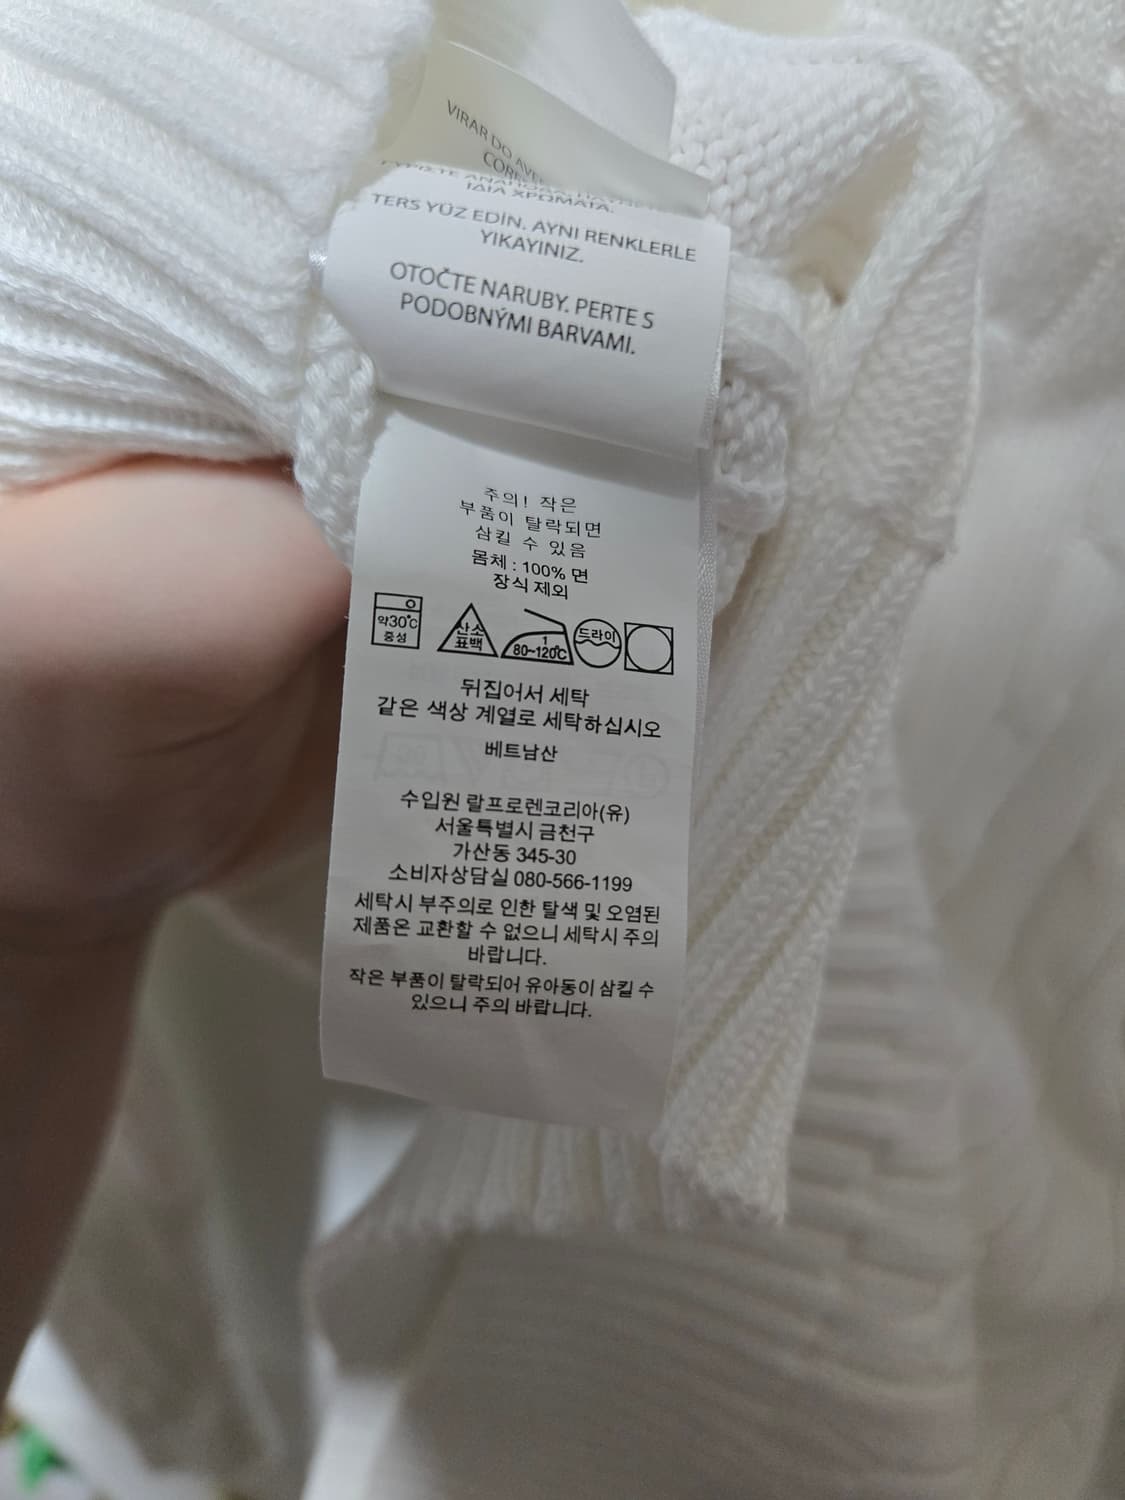 VIRAR DO
ΙΔΙΑ ΧΡΩΜΑΤΑ.
TERS YÜZ EDİN. AYNI RENKLERLE
YIKAYINIZ.
OTOČTE NARUBY. PERTE S
PODOBNÝMI BARVAMI.
주의! 작은
부품이 탈락되면
삼킬 수 있음
몸체 : 100% 면
장식 제외
약30℃
중성
산소
표백
1
80~120℃
드라이
뒤집어서 세탁
같은 색상 계열로 세탁하십시오
베트남산
수입원 랄프로렌코리아(유)
서울특별시 금천구
가산동 345-30
소비자상담실 080-566-1199
세탁시 부주의로 인한 탈색 및 오염된
제품은 교환할 수 없으니 세탁시 주의
바랍니다.
작은 부품이 탈락되어 유아동이 삼킬 수
있으니 주의 바랍니다.